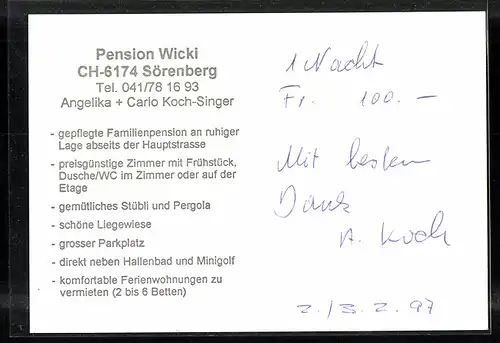 Pension Wicki
CH-6174 Sörenberg
Tel. 041/78 16 93
Angelika + Carlo Koch-Singer
- gepflegte Familienpension an ruhiger
Lage abseits der Hauptstrasse
- preisgünstige Zimmer mit Frühstück,
Dusche/WC im Zimmer oder auf der
Etage
- gemütliches Stübli und Pergola
- schöne Liegewiese
- grosser Parkplatz
- direkt neben Hallenbad und Minigolf
- komfortable Ferienwohnungen zu
vermieten (2 bis 6 Betten)
1 Nacht
Fr. 100.–
Mit besten
Dank
A. Koch
2./3.2.97